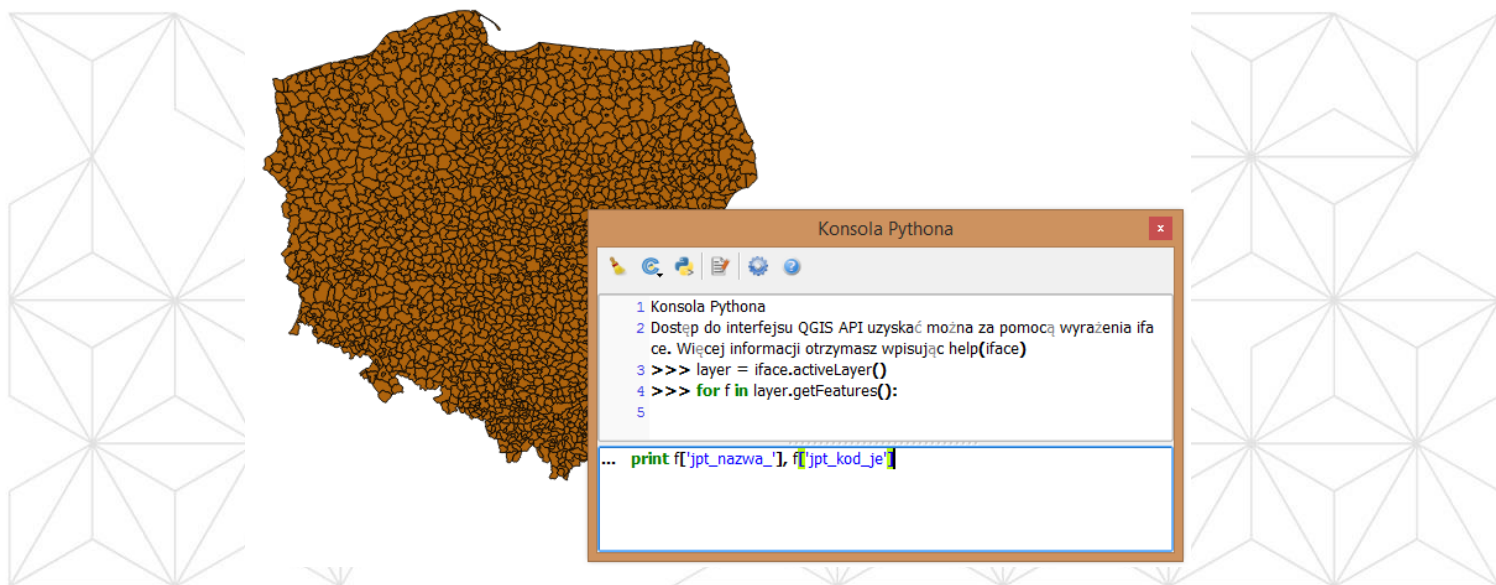 Konsola Pythona
x
1 Konsola Pythona
2 Dostęp do interfejsu QGIS API uzyskać można za pomocą wyrażenia ifa
ce. Więcej informacji otrzymasz wpisując help(iface)
3 >>> layer = iface.activeLayer()
4 >>> for f in layer.getFeatures():
5
... print f['jpt_nazwa_'], f['jpt_kod_je']